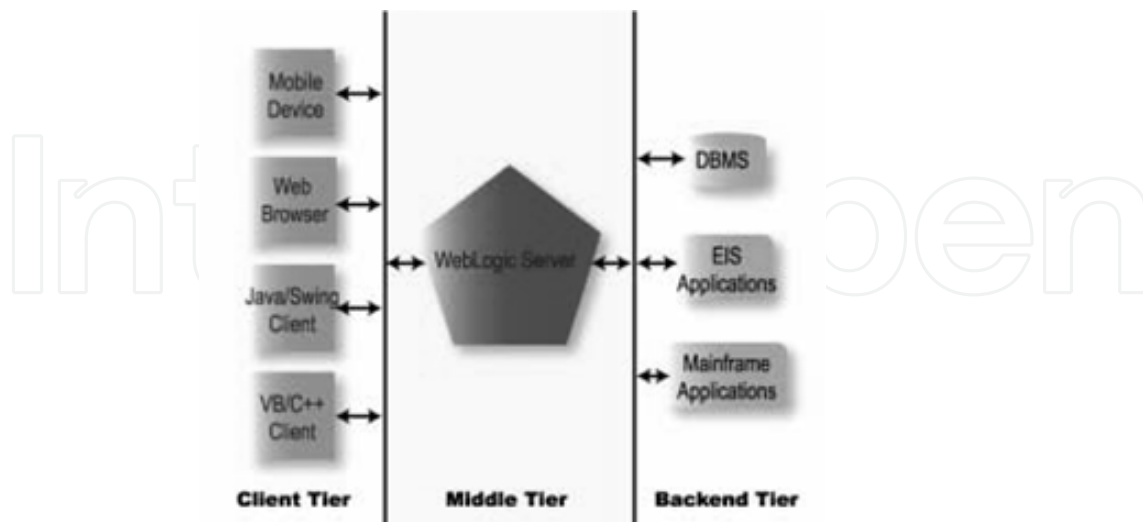 Mobile
Device
Web
Browser
Java/Swing
Client
VB/C++
Client
WebLogic Server
DBMS
EIS
Applications
Mainframe
Applications
Client Tier
Middle Tier
Backend Tier